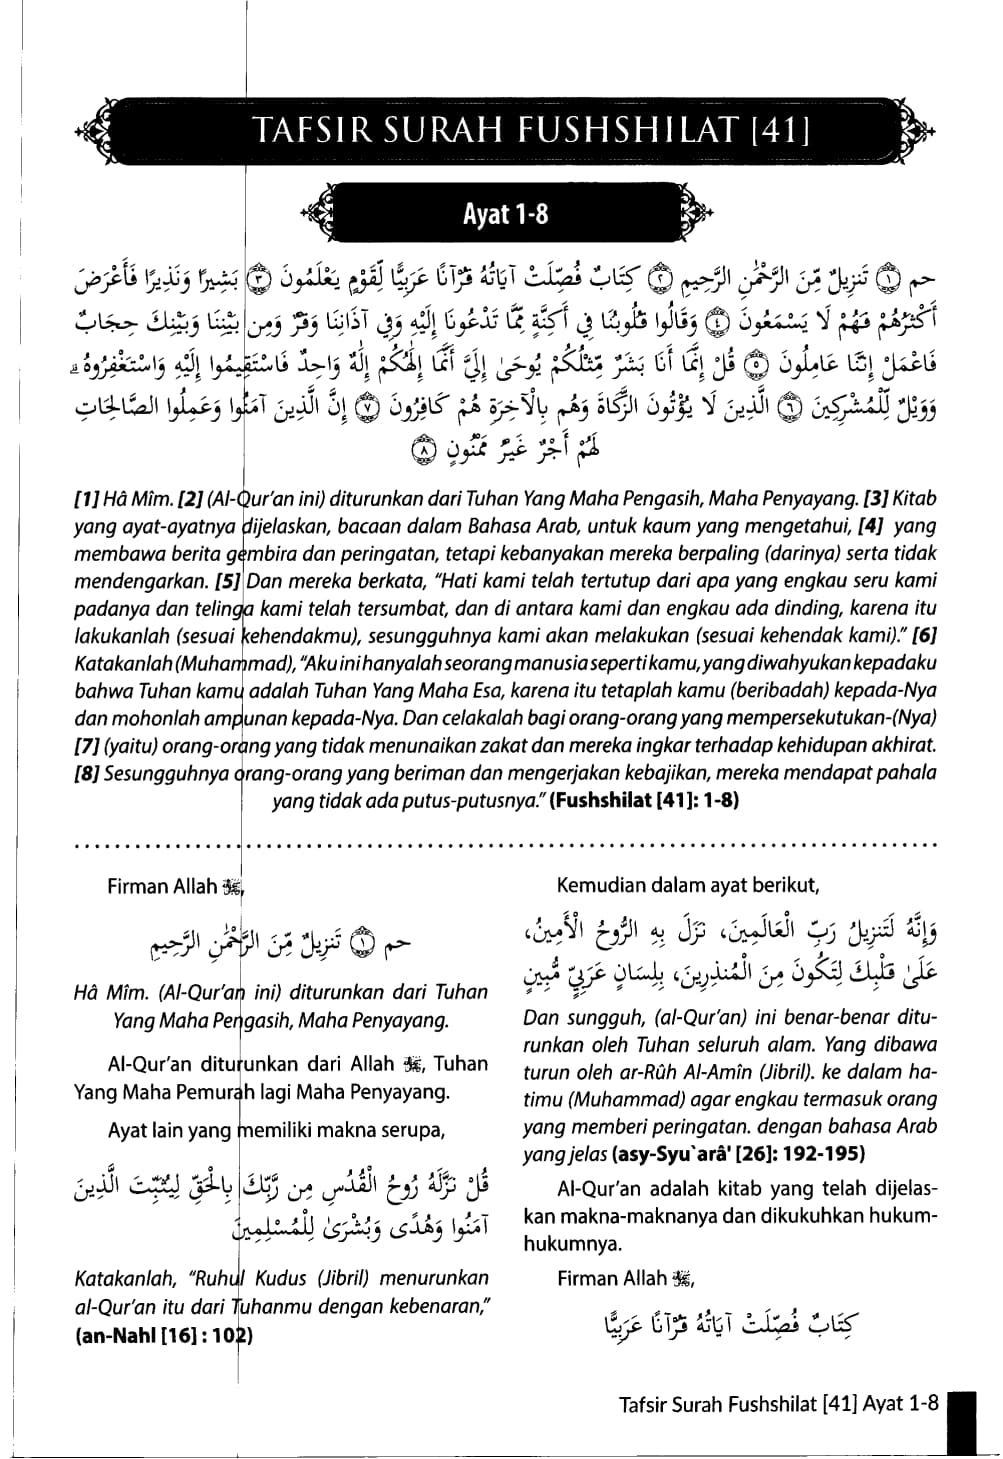 TAFSIR SURAH FUSHSHILAT [41]
Ayat 1-8
حم ۝١ تَنزِيلٌ مِّنَ الرَّحْمَٰنِ الرَّحِيمِ ۝٢ كِتَابٌ فُصِّلَتْ آيَاتُهُ قُرْآنًا عَرَبِيًّا لِّقَوْمٍ يَعْلَمُونَ ۝٣ بَشِيرًا وَنَذِيرًا فَأَعْرَضَ
أَكْثَرُهُمْ فَهُمْ لَا يَسْمَعُونَ ۝٤ وَقَالُوا قُلُوبُنَا فِي أَكِنَّةٍ مِّمَّا تَدْعُونَا إِلَيْهِ وَفِي آذَانِنَا وَقْرٌ وَمِن بَيْنِنَا وَبَيْنِكَ حِجَابٌ
فَاعْمَلْ إِنَّنَا عَامِلُونَ ۝٥ قُلْ إِنَّمَا أَنَا بَشَرٌ مِّثْلُكُمْ يُوحَىٰ إِلَيَّ أَنَّمَا إِلَٰهُكُمْ إِلَٰهٌ وَاحِدٌ فَاسْتَقِيمُوا إِلَيْهِ وَاسْتَغْفِرُوهُ ۗ
وَوَيْلٌ لِّلْمُشْرِكِينَ ۝٦ الَّذِينَ لَا يُؤْتُونَ الزَّكَاةَ وَهُم بِالْآخِرَةِ هُمْ كَافِرُونَ ۝٧ إِنَّ الَّذِينَ آمَنُوا وَعَمِلُوا الصَّالِحَاتِ
لَهُمْ أَجْرٌ غَيْرُ مَمْنُونٍ ۝٨
[1] Hâ Mîm. [2] (Al-Qur’an ini) diturunkan dari Tuhan Yang Maha Pengasih, Maha Penyayang. [3] Kitab
yang ayat-ayatnya dijelaskan, bacaan dalam Bahasa Arab, untuk kaum yang mengetahui, [4] yang
membawa berita gembira dan peringatan, tetapi kebanyakan mereka berpaling (darinya) serta tidak
mendengarkan. [5] Dan mereka berkata, “Hati kami telah tertutup dari apa yang engkau seru kami
padanya dan telinga kami telah tersumbat, dan di antara kami dan engkau ada dinding, karena itu
lakukanlah (sesuai kehendakmu), sesungguhnya kami akan melakukan (sesuai kehendak kami).” [6]
Katakanlah (Muhammad), “Aku ini hanyalah seorang manusia seperti kamu, yang diwahyukan kepadaku
bahwa Tuhan kamu adalah Tuhan Yang Maha Esa, karena itu tetaplah kamu (beribadah) kepada-Nya
dan mohonlah ampunan kepada-Nya. Dan celakalah bagi orang-orang yang mempersekutukan-(Nya)
[7] (yaitu) orang-orang yang tidak menunaikan zakat dan mereka ingkar terhadap kehidupan akhirat.
[8] Sesungguhnya orang-orang yang beriman dan mengerjakan kebajikan, mereka mendapat pahala
yang tidak ada putus-putusnya.” (Fushshilat [41]: 1-8)
Firman Allah ,
حم ۝١ تَنزِيلٌ مِّنَ الرَّحْمَٰنِ الرَّحِيمِ
Hâ Mîm. (Al-Qur’an ini) diturunkan dari Tuhan
Yang Maha Pengasih, Maha Penyayang.
Al-Qur’an diturunkan dari Allah , Tuhan
Yang Maha Pemurah lagi Maha Penyayang.
Ayat lain yang memiliki makna serupa,
قُلْ نَزَّلَهُ رُوحُ الْقُدُسِ مِن رَّبِّكَ بِالْحَقِّ لِيُثَبِّتَ الَّذِينَ
آمَنُوا وَهُدًى وَبُشْرَىٰ لِلْمُسْلِمِينَ
Katakanlah, “Ruhul Kudus (Jibril) menurunkan
al-Qur’an itu dari Tuhanmu dengan kebenaran,”
(an-Nahl [16] : 102)
Kemudian dalam ayat berikut,
وَإِنَّهُ لَتَنزِيلُ رَبِّ الْعَالَمِينَ، نَزَلَ بِهِ الرُّوحُ الْأَمِينُ،
عَلَىٰ قَلْبِكَ لِتَكُونَ مِنَ الْمُنذِرِينَ، بِلِسَانٍ عَرَبِيٍّ مُّبِينٍ
Dan sungguh, (al-Qur’an) ini benar-benar ditu-
runkan oleh Tuhan seluruh alam. Yang dibawa
turun oleh ar-Rûh Al-Amîn (Jibril). ke dalam ha-
timu (Muhammad) agar engkau termasuk orang
yang memberi peringatan. dengan bahasa Arab
yang jelas (asy-Syu`arâ' [26]: 192-195)
Al-Qur’an adalah kitab yang telah dijelas-
kan makna-maknanya dan dikukuhkan hukum-
hukumnya.
Firman Allah ,
كِتَابٌ فُصِّلَتْ آيَاتُهُ قُرْآنًا عَرَبِيًّا
Tafsir Surah Fushshilat [41] Ayat 1-8